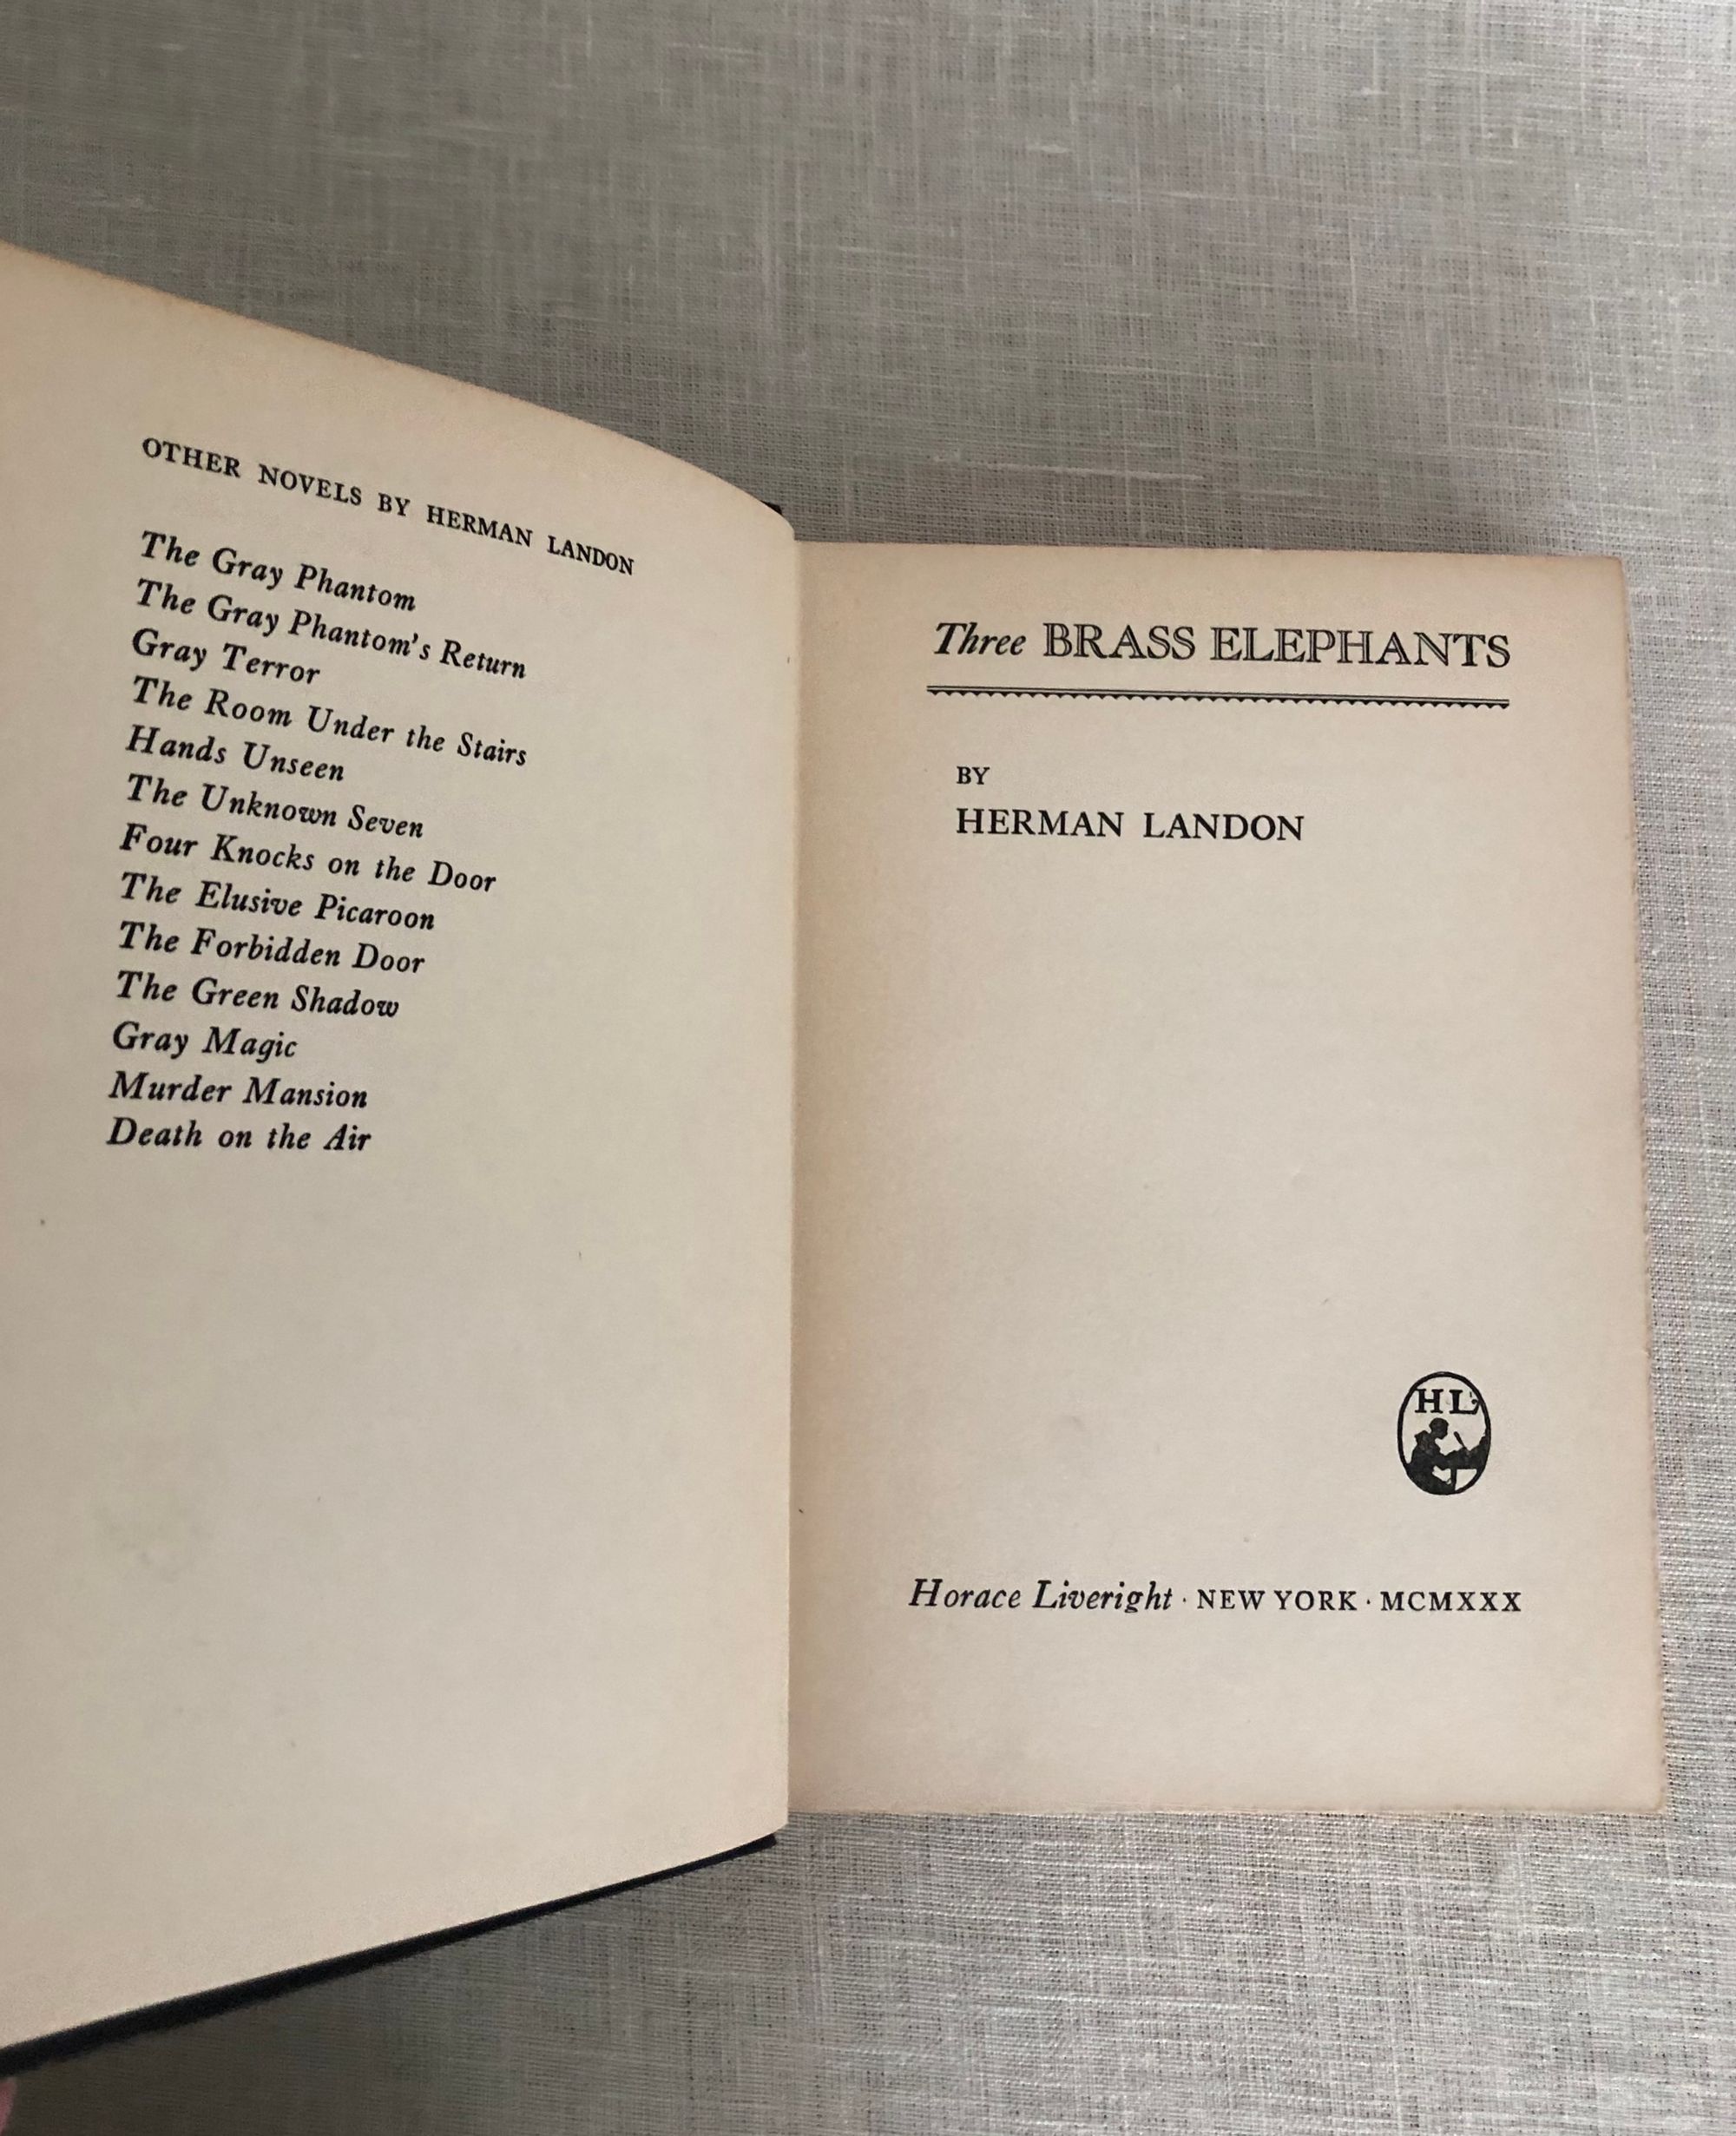 OTHER NOVELS BY HERMAN LANDON
The Gray Phantom
The Gray Phantom's Return
Gray Terror
The Room Under the Stairs
Hands Unseen
The Unknown Seven
Four Knocks on the Door
The Elusive Picaroon
The Forbidden Door
The Green Shadow
Gray Magic
Murder Mansion
Death on the Air
Three BRASS ELEPHANTS
BY
HERMAN LANDON
HL
Horace Liveright · NEW YORK · MCMXXX